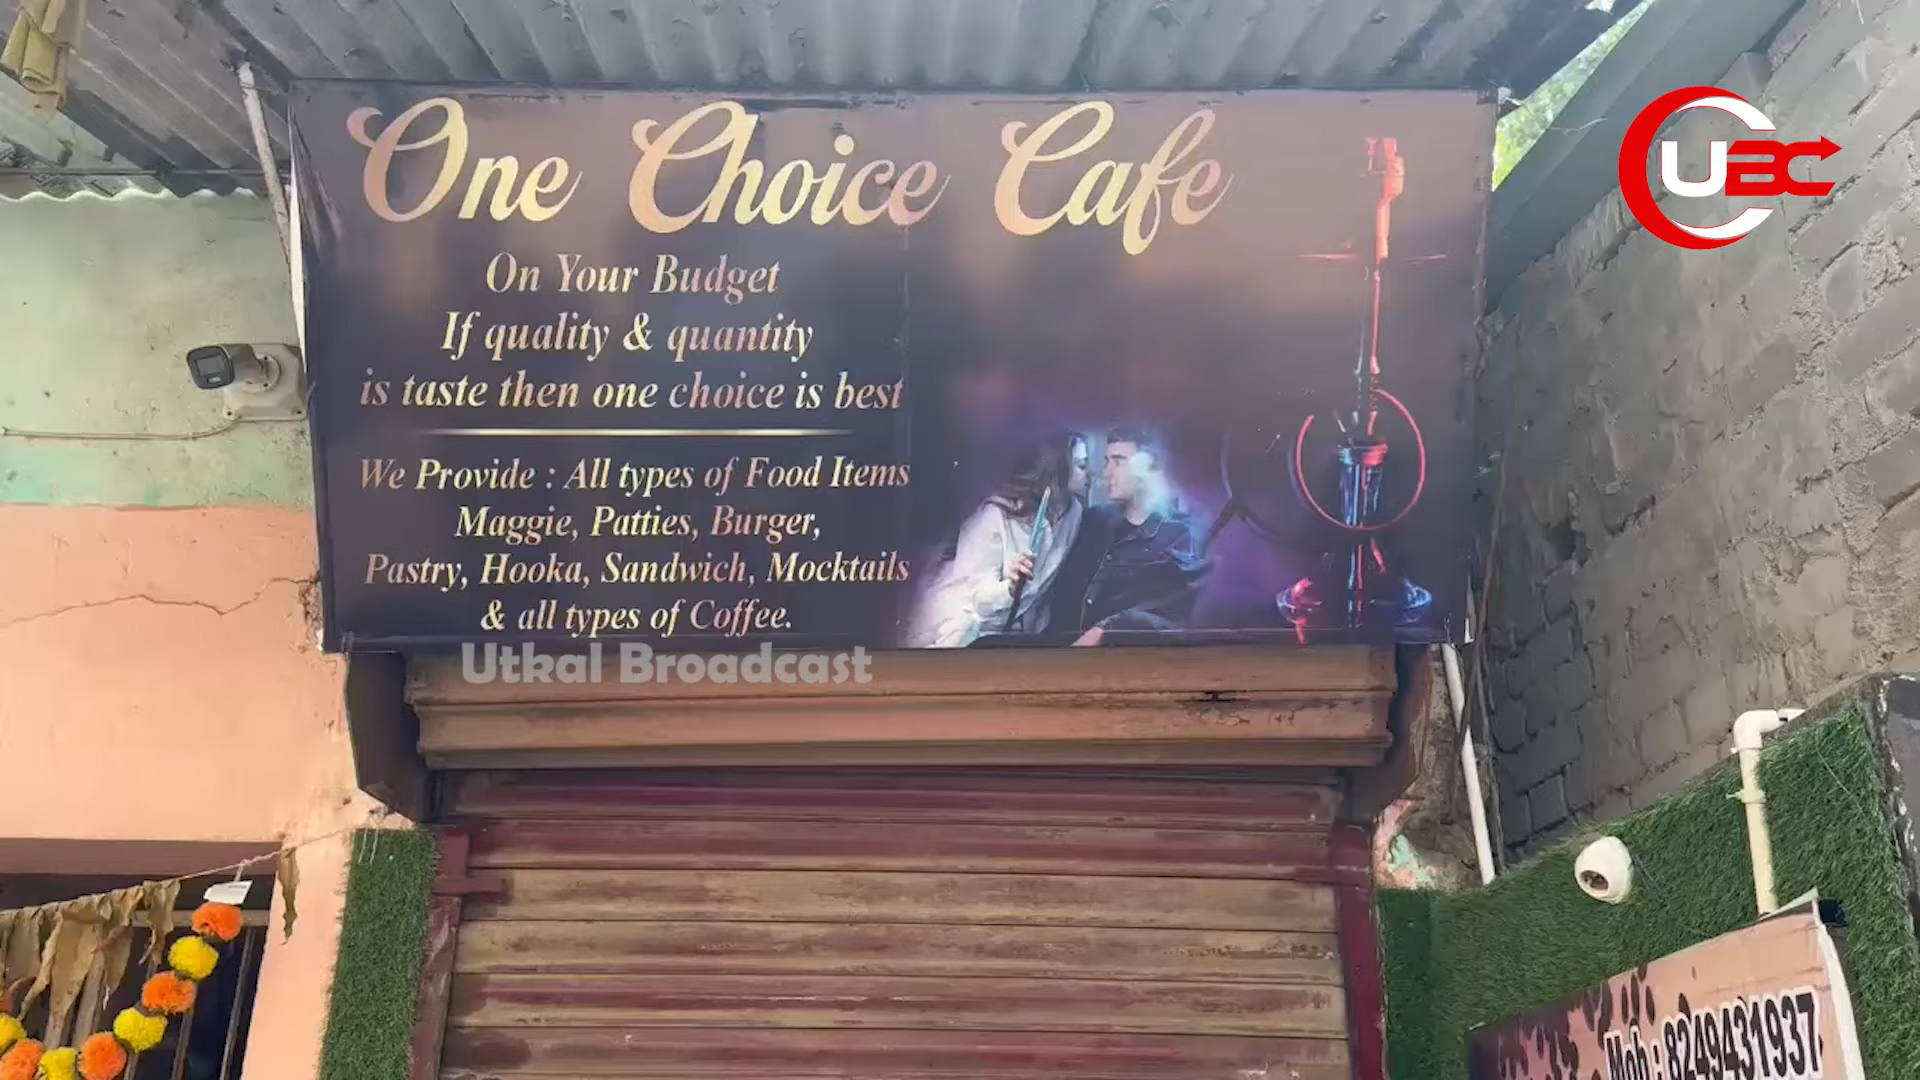 One Choice Cafe
On Your Budget
If quality & quantity
is taste then one choice is best
We Provide : All types of Food Items
Maggie, Patties, Burger,
Pastry, Hooka, Sandwich, Mocktails
& all types of Coffee.
UBC
Utkal Broadcast
Mob : 8249431937